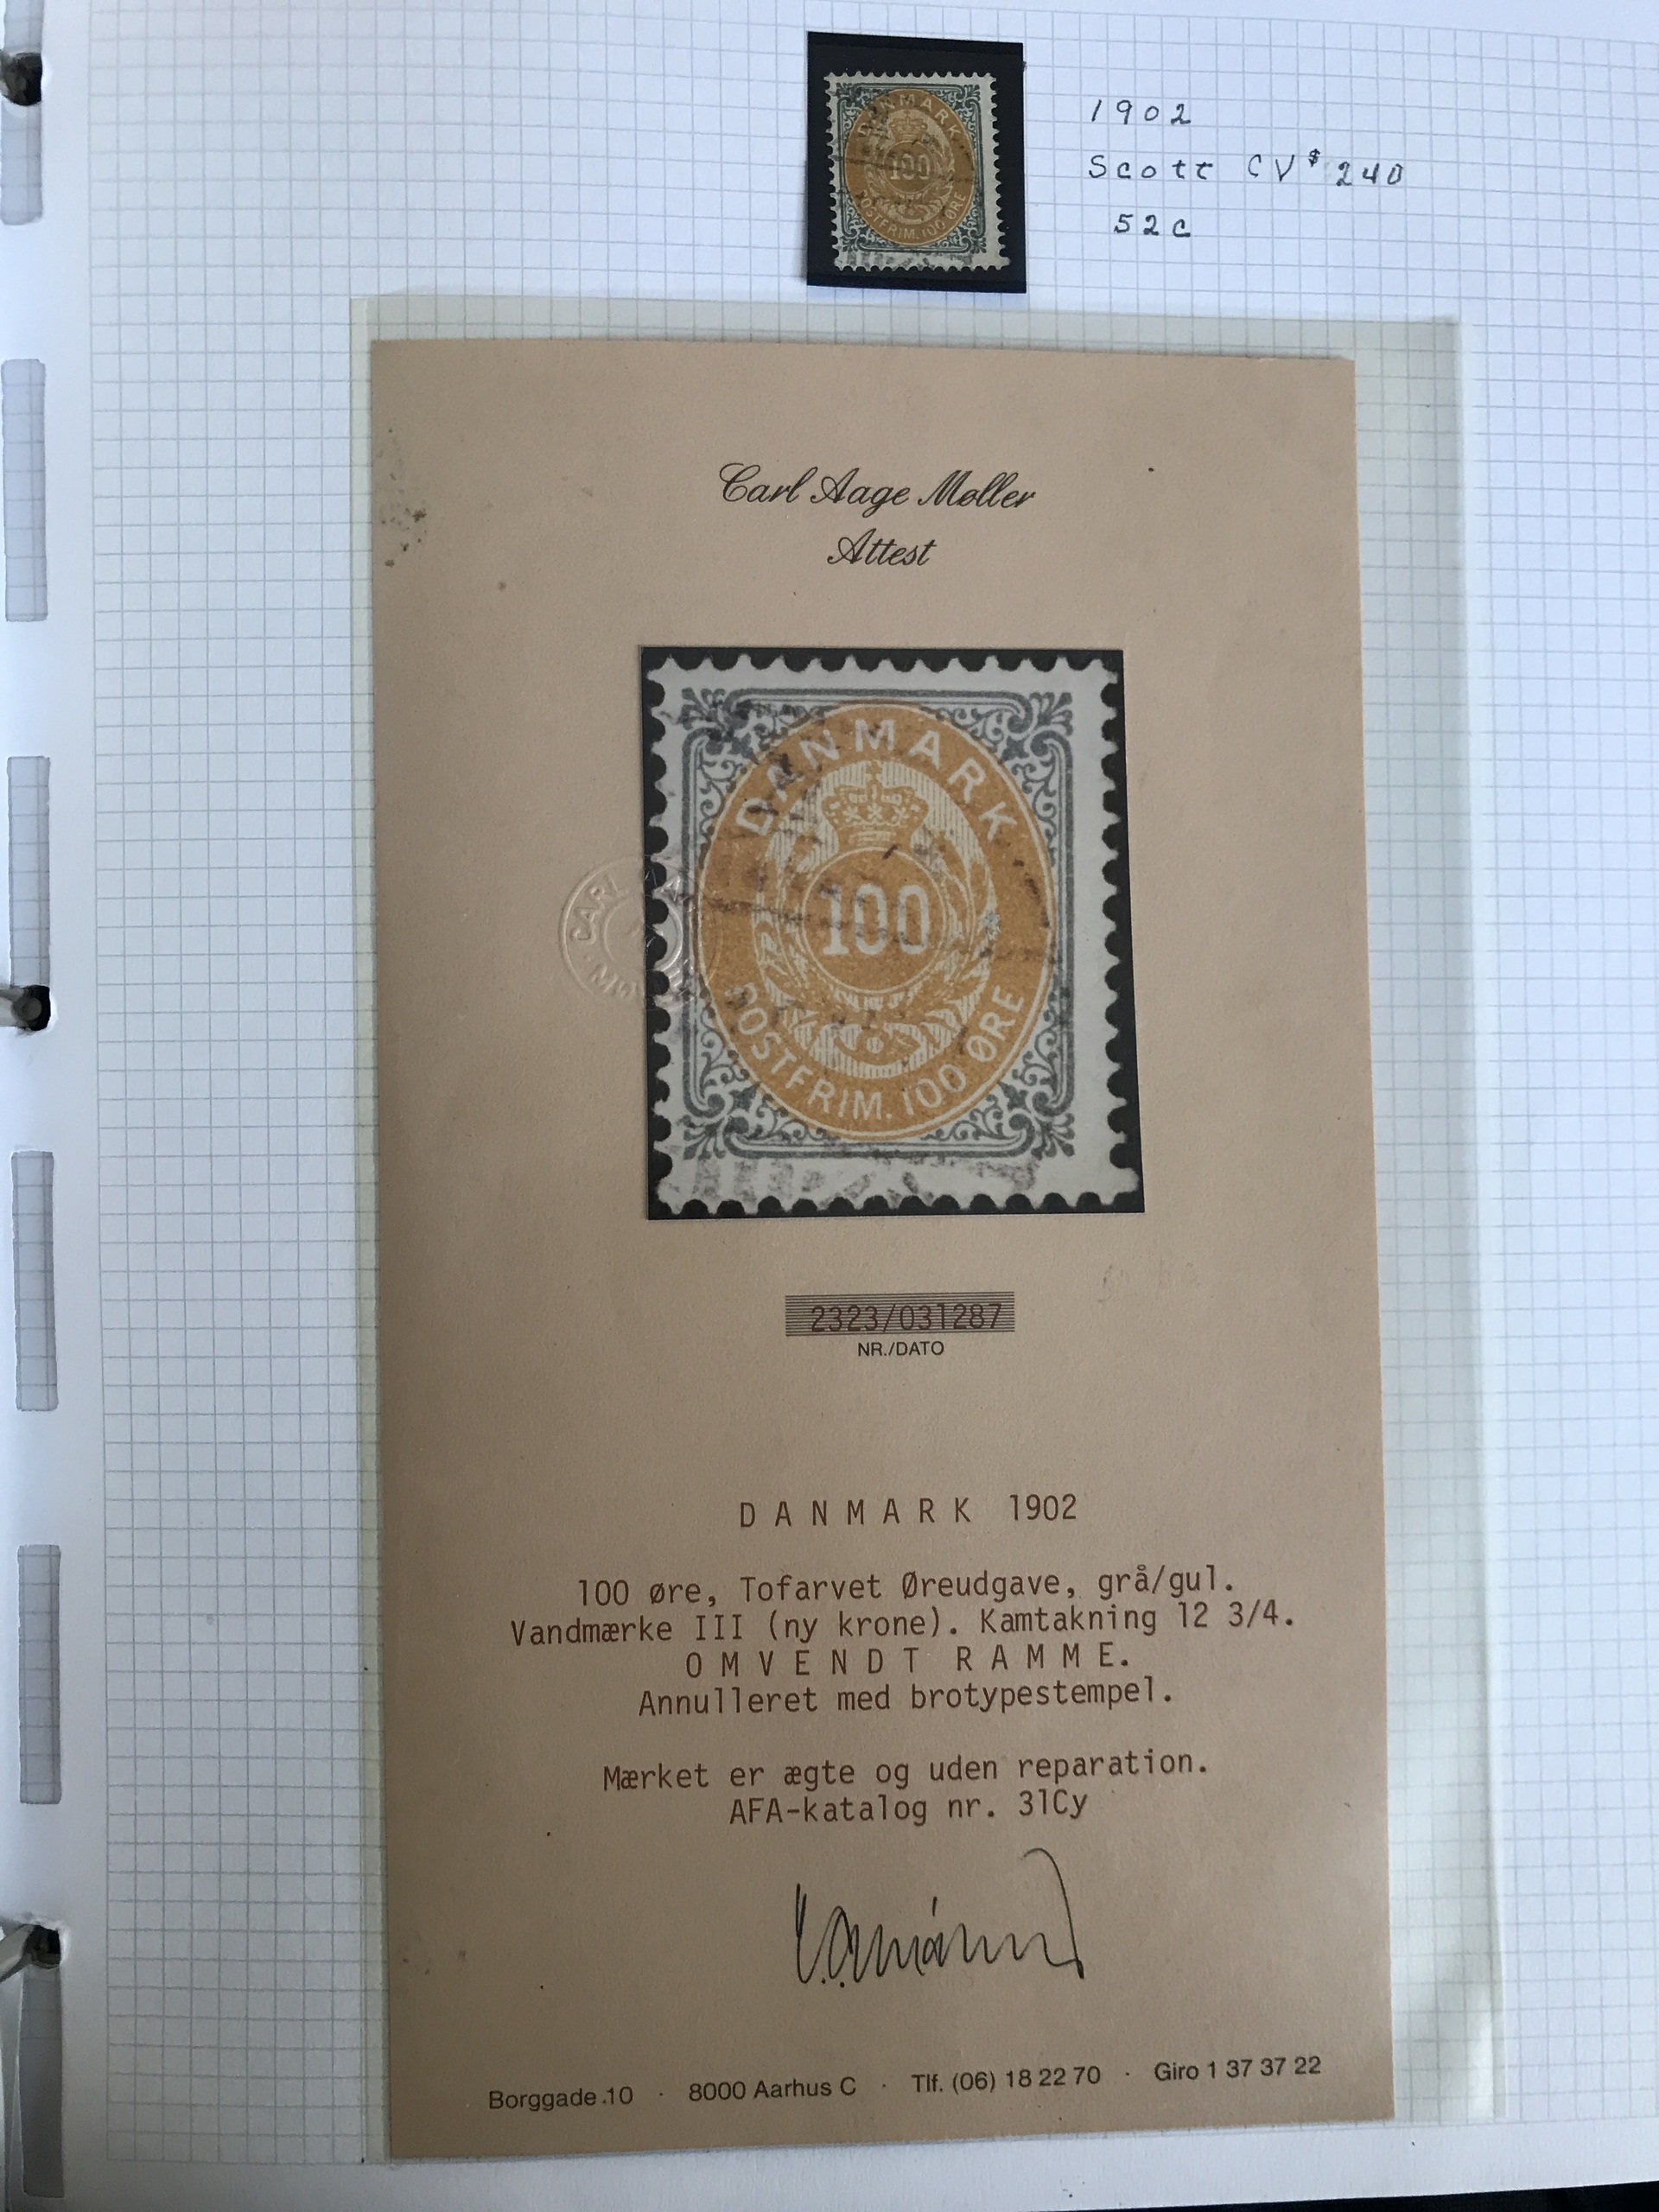 DANMARK
100
POSTFRIM. 100 ØRE
1902
Scott CV $ 240
52c
Carl Aage Møller
Attest
DANMARK
100
POSTFRIM. 100 ØRE
CARL
2323/031287
NR./DATO
DANMARK 1902
100 øre, Tofarvet Øreudgave, grå/gul.
Vandmærke III (ny krone). Kamtakning 12 3/4.
OMVENDT RAMME.
Annulleret med brotypestempel.
Mærket er ægte og uden reparation.
AFA-katalog nr. 31Cy
Borggade 10 · 8000 Aarhus C · Tlf. (06) 18 22 70 · Giro 1 37 37 22